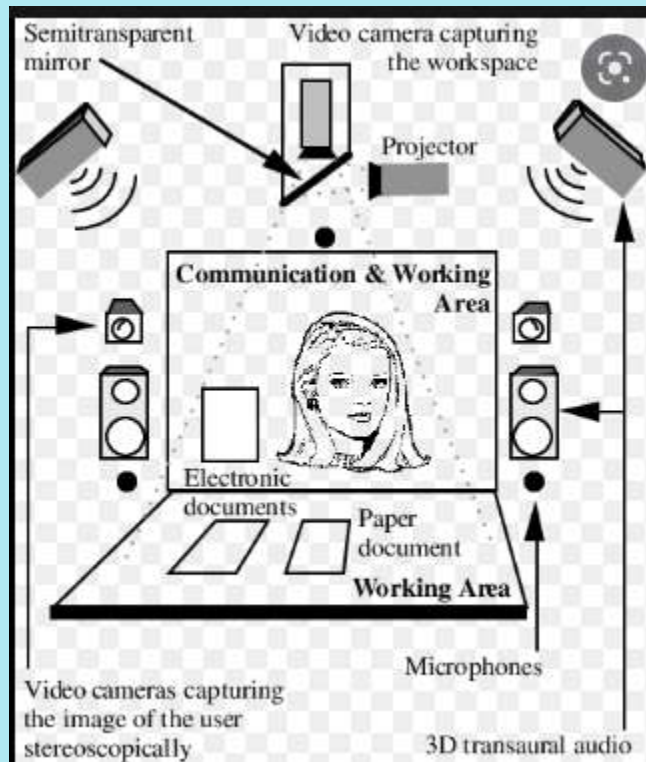 Semitransparent
mirror
Video camera capturing
the workspace
Projector
Communication & Working
Area
Electronic
documents
Paper
document
Working Area
Microphones
Video cameras capturing
the image of the user
stereoscopically
3D transaural audio